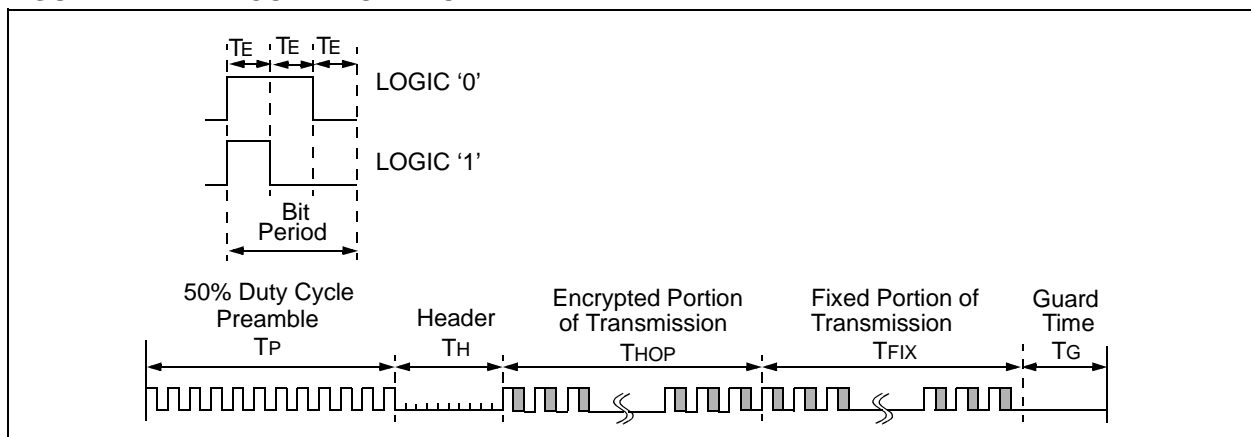 TE TE TE
LOGIC ‘0’
LOGIC ‘1’
Bit
Period
50% Duty Cycle
Preamble
TP
Header
TH
Encrypted Portion
of Transmission
THOP
Fixed Portion of
Transmission
TFIX
Guard
Time
TG